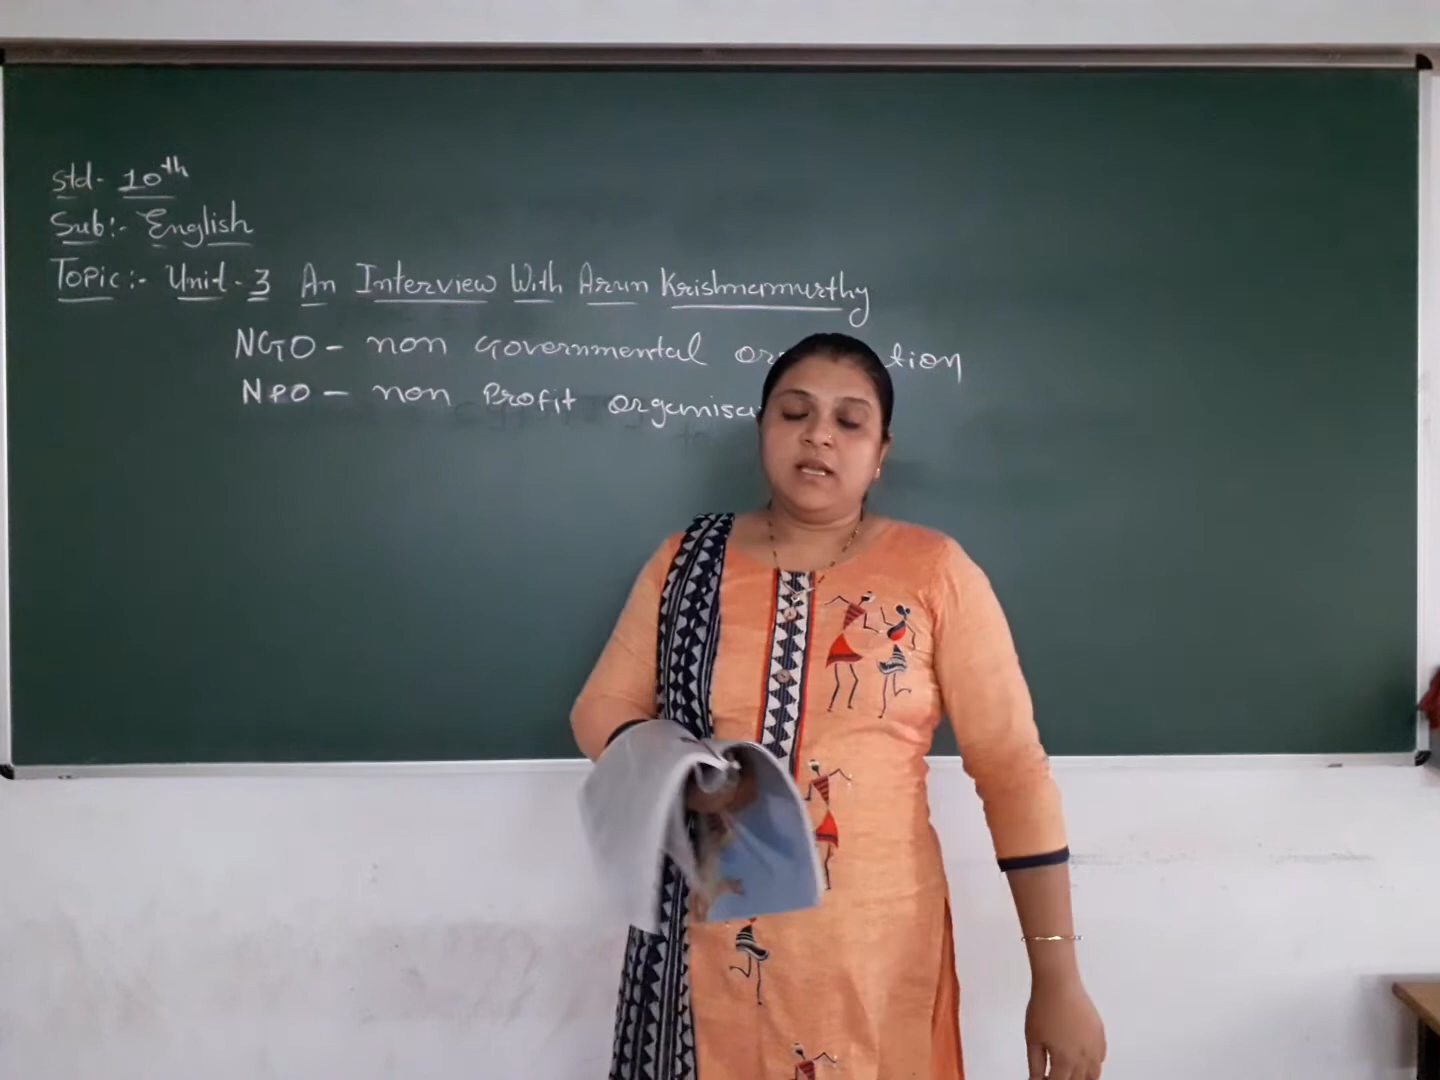 Std- 10th
Sub:- English
Topic:- Unit-3 An Interview With Arun Krishnamurthy
NGO - non Governmental
NPO - non Profit